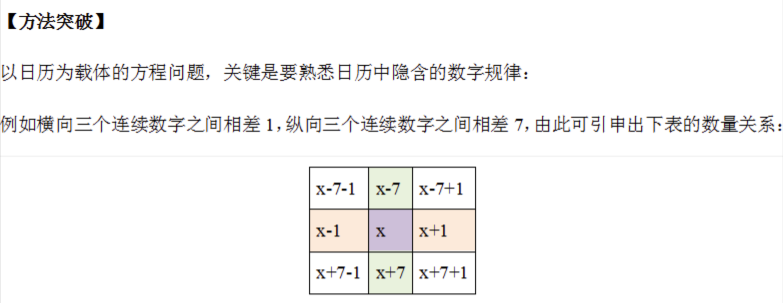 【方法突破】
以日历为载体的方程问题，关键是要熟悉日历中隐含的数字规律：
例如横向三个连续数字之间相差 1，纵向三个连续数字之间相差 7，由此可引申出下表的数量关系：
x-7-1 x-7 x-7+1
x-1 x x+1
x+7-1 x+7 x+7+1